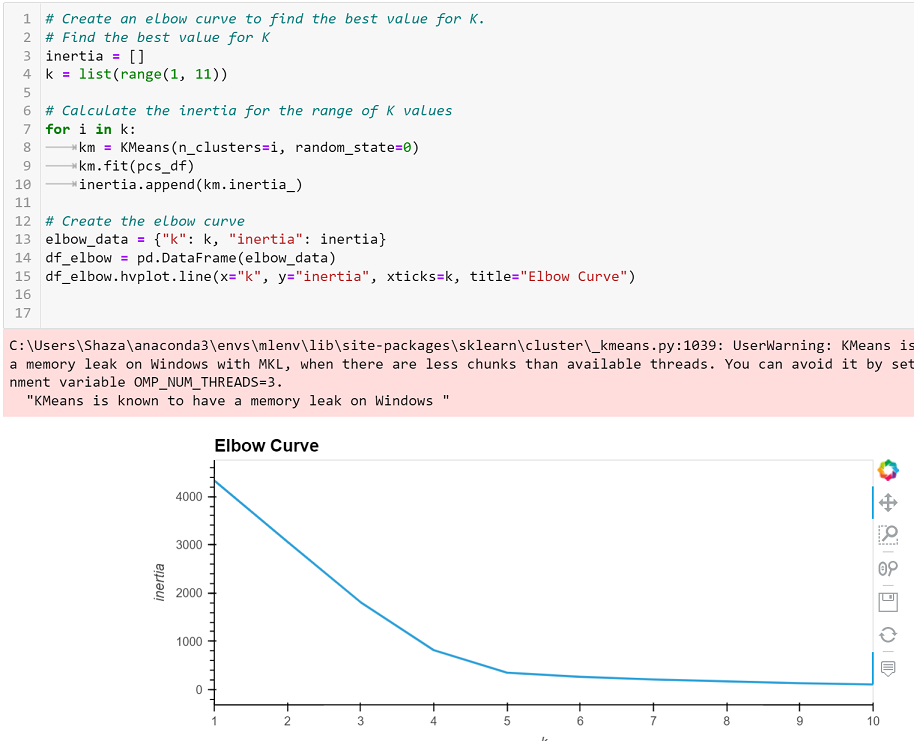 1 # Create an elbow curve to find the best value for K.
2 # Find the best value for K
3 inertia = []
4 k = list(range(1, 11))
5
6 # Calculate the inertia for the range of K values
7 for i in k:
8 km = KMeans(n_clusters=i, random_state=0)
9 km.fit(pcs_df)
10 inertia.append(km.inertia_)
11
12 # Create the elbow curve
13 elbow_data = {"k": k, "inertia": inertia}
14 df_elbow = pd.DataFrame(elbow_data)
15 df_elbow.hvplot.line(x="k", y="inertia", xticks=k, title="Elbow Curve")
16
17
C:\Users\Shaza\anaconda3\envs\mlenv\lib\site-packages\sklearn\cluster\_kmeans.py:1039: UserWarning: KMeans is
a memory leak on Windows with MKL, when there are less chunks than available threads. You can avoid it by set
nment variable OMP_NUM_THREADS=3.
"KMeans is known to have a memory leak on Windows "
Elbow Curve
4000
3000
inertia
2000
1000
0
1 2 3 4 5 6 7 8 9 10